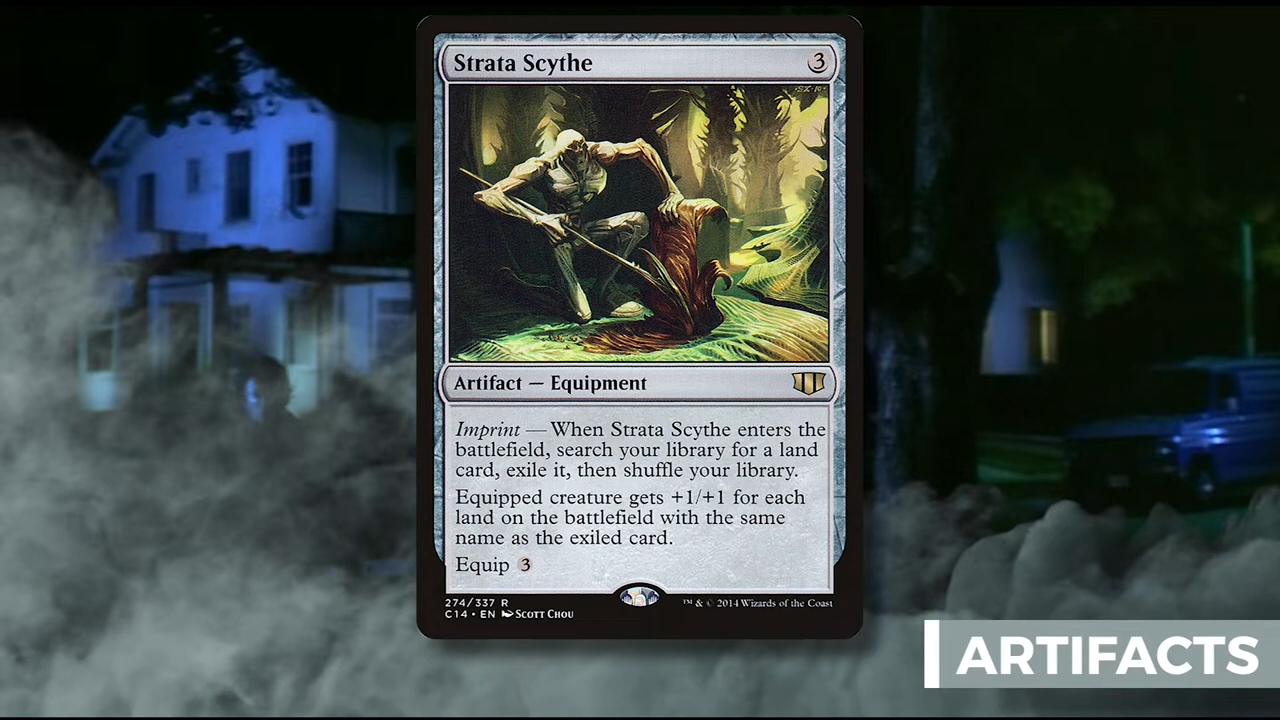 Strata Scythe 3
Artifact — Equipment
Imprint — When Strata Scythe enters the
battlefield, search your library for a land
card, exile it, then shuffle your library.
Equipped creature gets +1/+1 for each
land on the battlefield with the same
name as the exiled card.
Equip 3
274/337 R
™ & © 2014 Wizards of the Coast
C14 • EN Scott Chou
ARTIFACTS